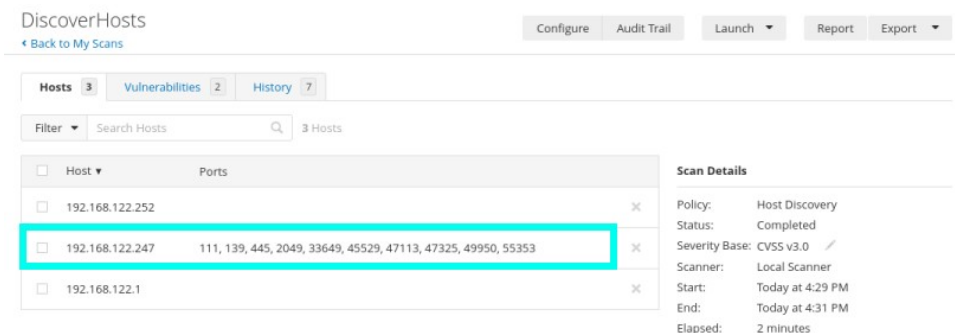 DiscoverHosts
Configure Audit Trail Launch Report Export
Back to My Scans
Hosts 3 Vulnerabilities 2 History 7
Filter Search Hosts 3 Hosts
Host Ports
192.168.122.252
192.168.122.247 111, 139, 445, 2049, 33649, 45529, 47113, 47325, 49950, 55353
192.168.122.1
Scan Details
Policy: Host Discovery
Status: Completed
Severity Base: CVSS v3.0
Scanner: Local Scanner
Start: Today at 4:29 PM
End: Today at 4:31 PM
Elapsed: 2 minutes